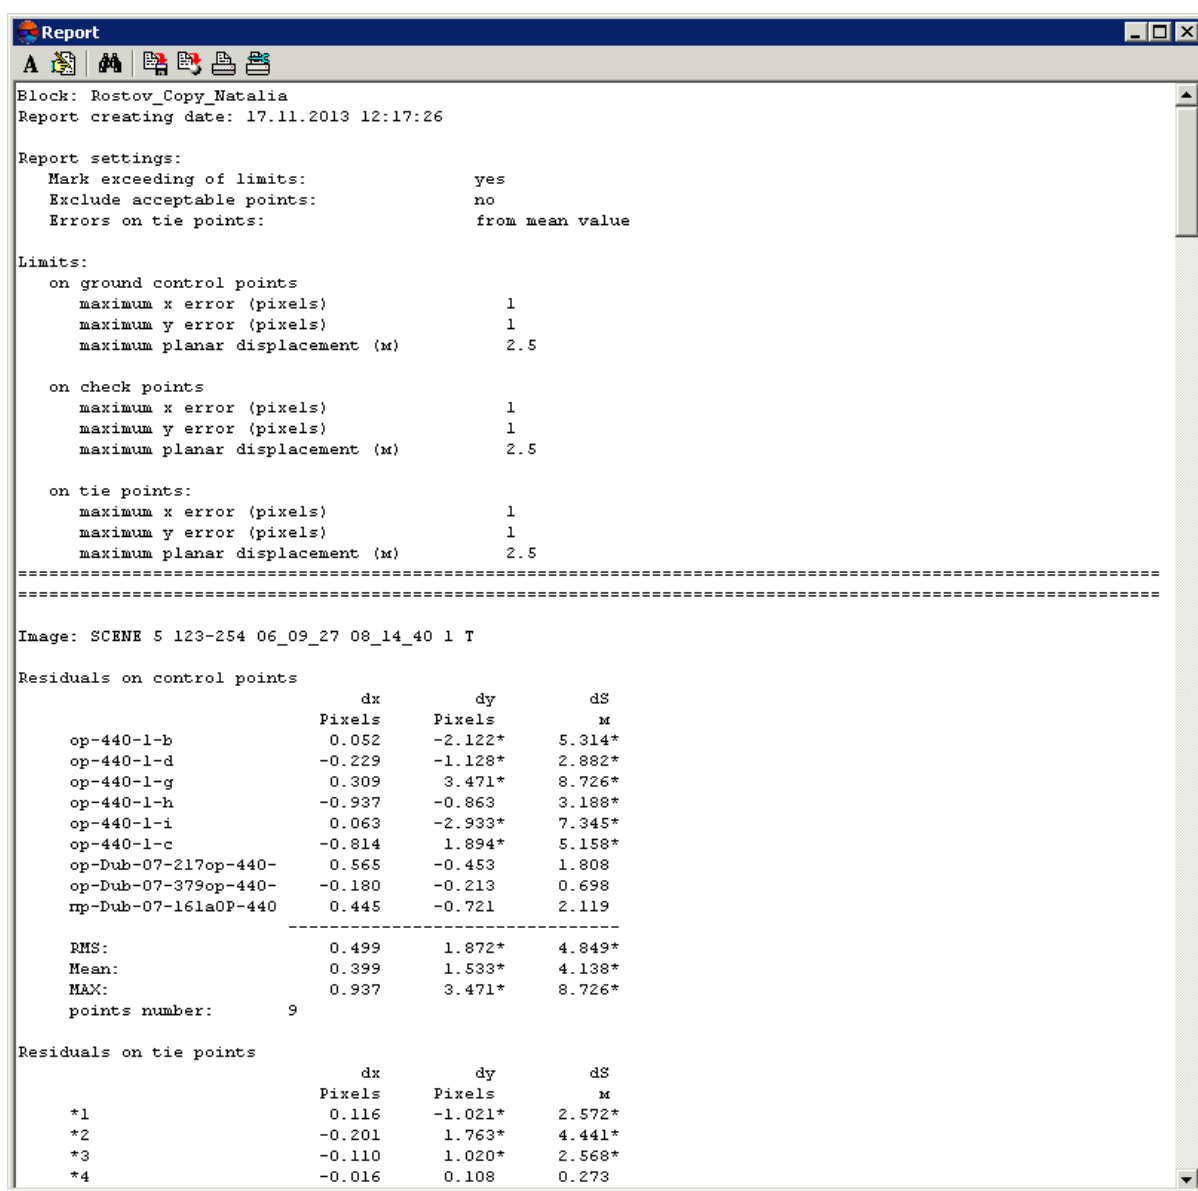 Report
Block: Rostov_Copy_Natalia
Report creating date: 17.11.2013 12:17:26
Report settings:
Mark exceeding of limits: yes
Exclude acceptable points: no
Errors on tie points: from mean value
Limits:
on ground control points
maximum x error (pixels) 1
maximum y error (pixels) 1
maximum planar displacement (м) 2.5
on check points
maximum x error (pixels) 1
maximum y error (pixels) 1
maximum planar displacement (м) 2.5
on tie points:
maximum x error (pixels) 1
maximum y error (pixels) 1
maximum planar displacement (м) 2.5
==============================================================================================================
==============================================================================================================
Image: SCENE 5 123-254 06_09_27 08_14_40 1 T
Residuals on control points
dx dy dS
Pixels Pixels м
op-440-1-b 0.052 -2.122* 5.314*
op-440-1-d -0.229 -1.128* 2.882*
op-440-1-g 0.309 3.471* 8.726*
op-440-1-h -0.937 -0.863 3.188*
op-440-1-i 0.063 -2.933* 7.345*
op-440-1-c -0.814 1.894* 5.158*
op-Dub-07-217op-440- 0.565 -0.453 1.808
op-Dub-07-379op-440- -0.180 -0.213 0.698
пр-Dub-07-161aOP-440 0.445 -0.721 2.119
--------------------------------
RMS: 0.499 1.872* 4.849*
Mean: 0.399 1.533* 4.138*
MAX: 0.937 3.471* 8.726*
points number: 9
Residuals on tie points
dx dy dS
Pixels Pixels м
*1 0.116 -1.021* 2.572*
*2 -0.201 1.763* 4.441*
*3 -0.110 1.020* 2.568*
*4 -0.016 0.108 0.273